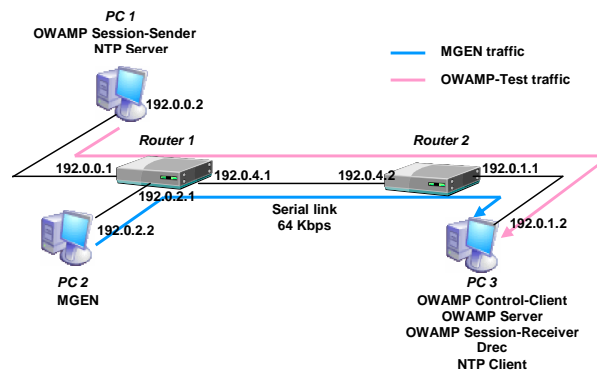 PC 1
OWAMP Session-Sender
NTP Server
192.0.0.2
MGEN traffic
OWAMP-Test traffic
Router 1
Router 2
192.0.0.1
192.0.4.1
192.0.4.2
192.0.1.1
192.0.2.1
Serial link
64 Kbps
192.0.2.2
192.0.1.2
PC 2
MGEN
PC 3
OWAMP Control-Client
OWAMP Server
OWAMP Session-Receiver
Drec
NTP Client